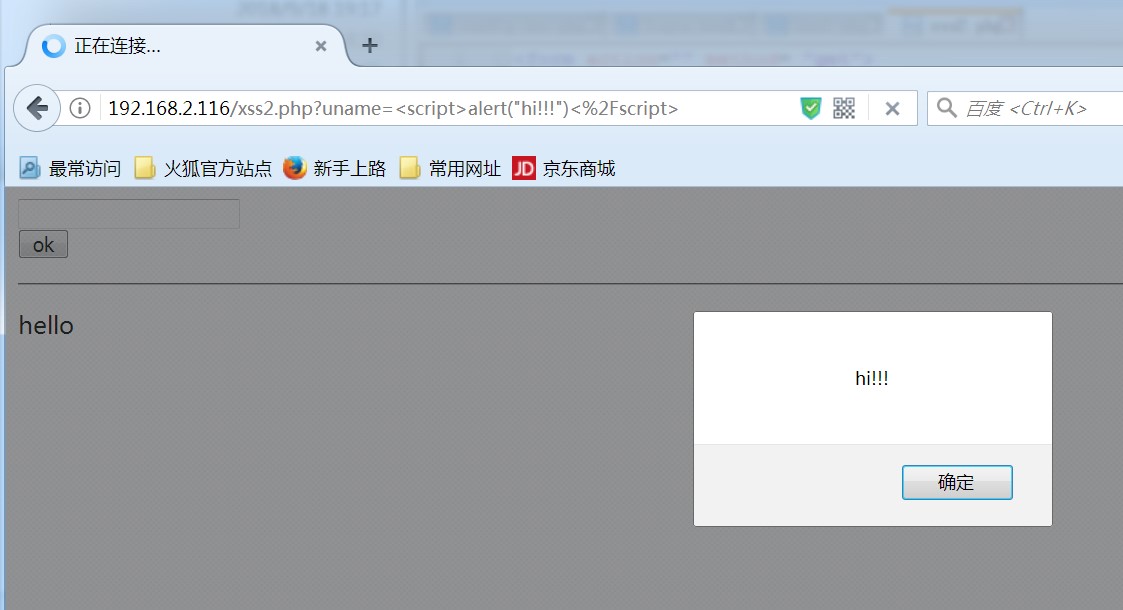 正在连接...
192.168.2.116/xss2.php?uname=<script>alert("hi!!!")<%2Fscript>
百度 <Ctrl+K>
最常访问 火狐官方站点 新手上路 常用网址 JD 京东商城
ok
hello
hi!!!
确定